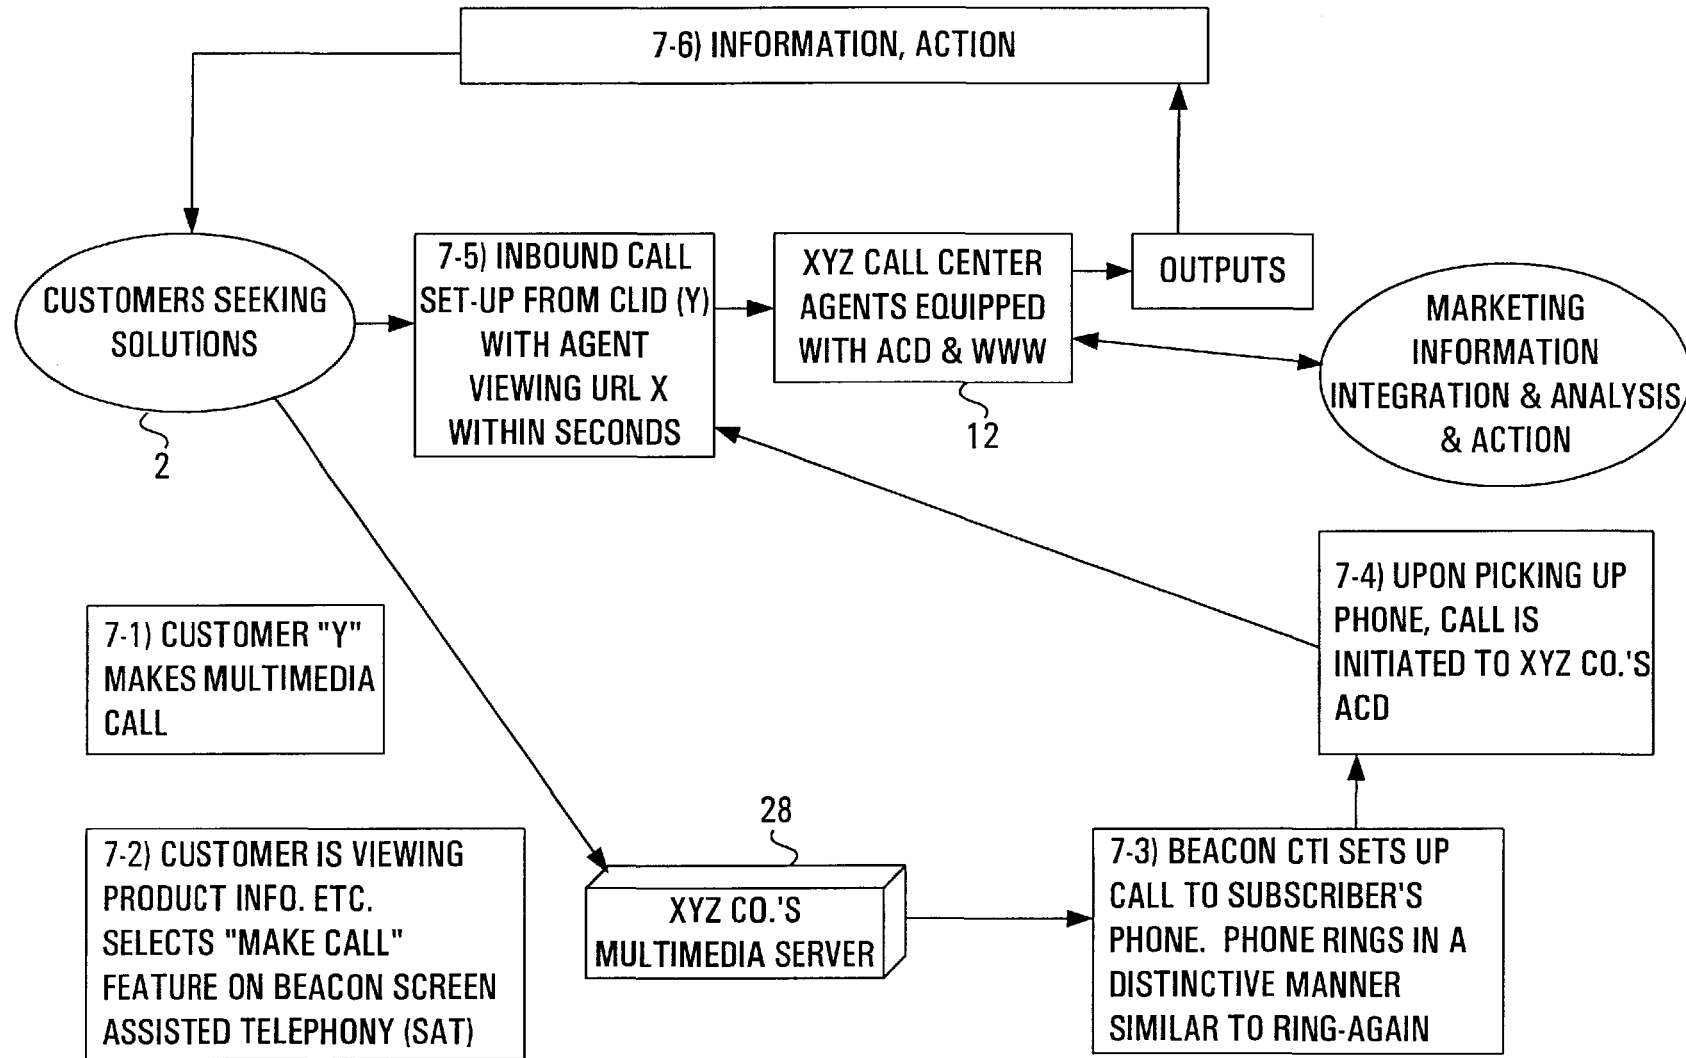 7-6) INFORMATION, ACTION
CUSTOMERS SEEKING
SOLUTIONS
2
7-5) INBOUND CALL
SET-UP FROM CLID (Y)
WITH AGENT
VIEWING URL X
WITHIN SECONDS
XYZ CALL CENTER
AGENTS EQUIPPED
WITH ACD & WWW
12
OUTPUTS
MARKETING
INFORMATION
INTEGRATION & ANALYSIS
& ACTION
7-1) CUSTOMER "Y"
MAKES MULTIMEDIA
CALL
7-4) UPON PICKING UP
PHONE, CALL IS
INITIATED TO XYZ CO.'S
ACD
7-2) CUSTOMER IS VIEWING
PRODUCT INFO. ETC.
SELECTS "MAKE CALL"
FEATURE ON BEACON SCREEN
ASSISTED TELEPHONY (SAT)
28
XYZ CO.'S
MULTIMEDIA SERVER
7-3) BEACON CTI SETS UP
CALL TO SUBSCRIBER'S
PHONE. PHONE RINGS IN A
DISTINCTIVE MANNER
SIMILAR TO RING-AGAIN